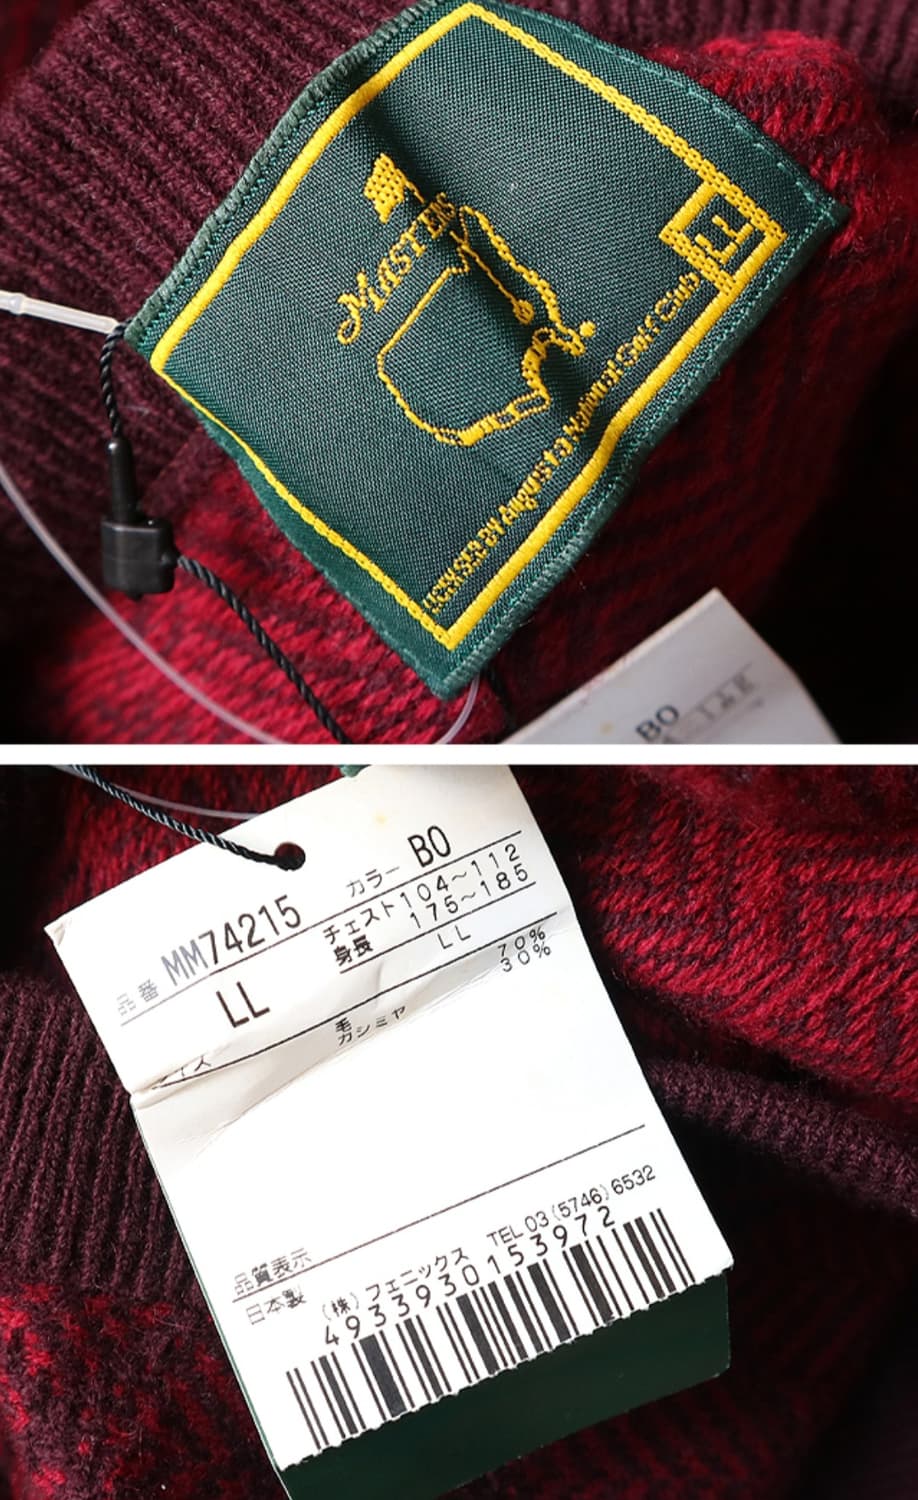 MASTERS
LL
LICENSED BY Augusta National Golf Club
BO
品番 MM74215 カラー BO
LL
チェスト 104〜112
身長 175〜185
LL
毛 70%
カシミヤ 30%
品質表示
日本製
(株)フェニックス TEL 03(5746)6532
4933930153972